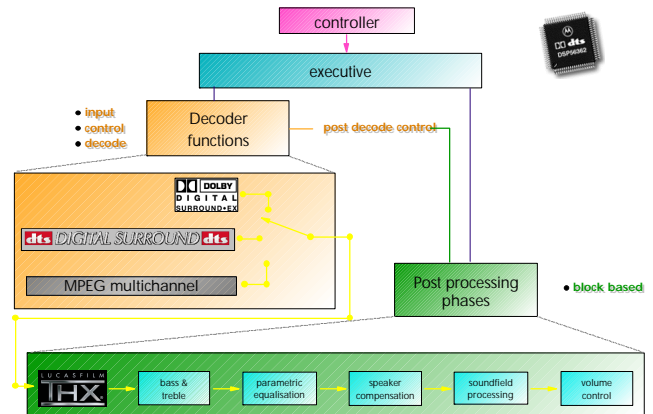 controller
dts
DSP56362
executive
input
control
decode
Decoder
functions
post decode control
DOLBY
DIGITAL
SURROUND•EX
dts DIGITAL SURROUND dts
MPEG multichannel
Post processing
phases
block based
LUCASFILM
THX
bass &
treble
parametric
equalisation
speaker
compensation
soundfield
processing
volume
control